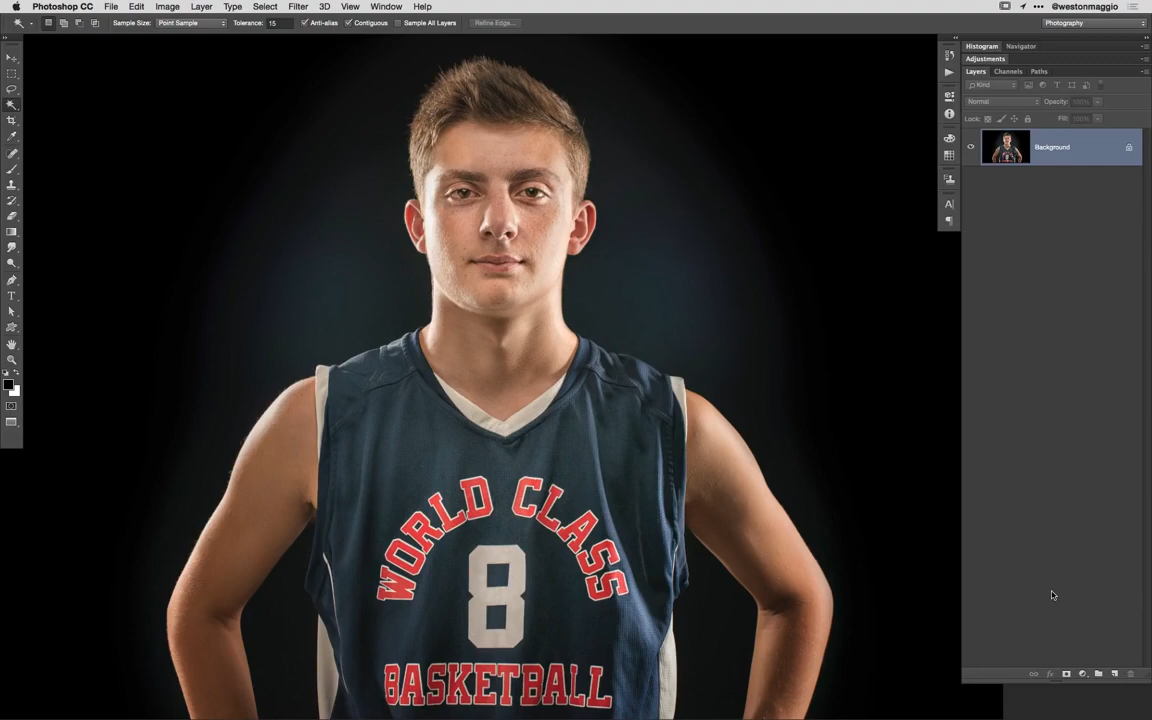 Photoshop CC File Edit Image Layer Type Select Filter 3D View Window Help @westonmaggio
Sample Size: Point Sample Tolerance: 15 Anti-alias Contiguous Sample All Layers Refine Edge... Photography
Histogram Navigator
Adjustments
Layers Channels Paths
Kind
Normal Opacity: 100%
Lock: Fill: 100%
Background
WORLD CLASS
8
BASKETBALL